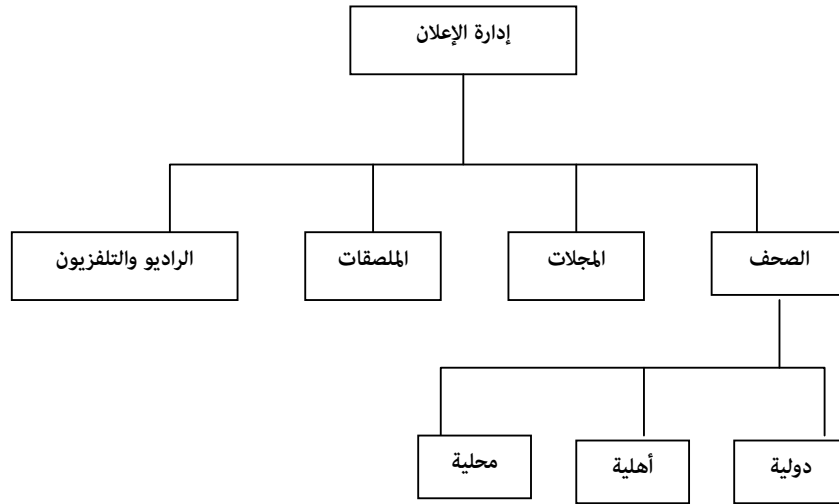 إدارة الإعلان
الصحف
المجلات
الملصقات
الراديو والتلفزيون
دولية
أهلية
محلية